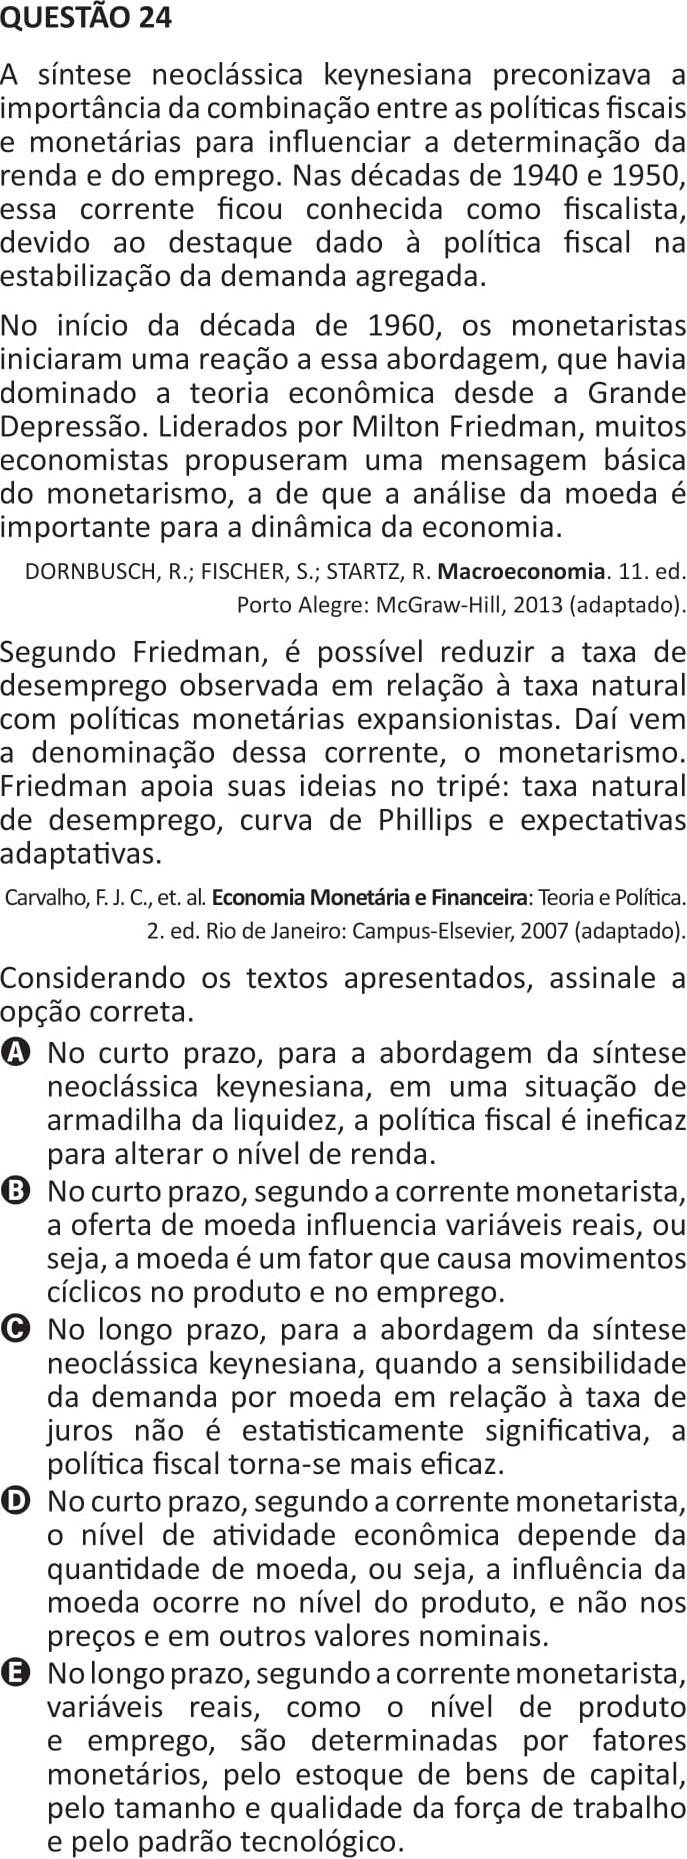 QUESTÃO 24
A síntese neoclássica keynesiana preconizava a
importância da combinação entre as políticas fiscais
e monetárias para influenciar a determinação da
renda e do emprego. Nas décadas de 1940 e 1950,
essa corrente ficou conhecida como fiscalista,
devido ao destaque dado à política fiscal na
estabilização da demanda agregada.
No início da década de 1960, os monetaristas
iniciaram uma reação a essa abordagem, que havia
dominado a teoria econômica desde a Grande
Depressão. Liderados por Milton Friedman, muitos
economistas propuseram uma mensagem básica
do monetarismo, a de que a análise da moeda é
importante para a dinâmica da economia.
DORNBUSCH, R.; FISCHER, S.; STARTZ, R. Macroeconomia. 11. ed.
Porto Alegre: McGraw-Hill, 2013 (adaptado).
Segundo Friedman, é possível reduzir a taxa de
desemprego observada em relação à taxa natural
com políticas monetárias expansionistas. Daí vem
a denominação dessa corrente, o monetarismo.
Friedman apoia suas ideias no tripé: taxa natural
de desemprego, curva de Phillips e expectativas
adaptativas.
Carvalho, F. J. C., et. al. Economia Monetária e Financeira: Teoria e Política.
2. ed. Rio de Janeiro: Campus-Elsevier, 2007 (adaptado).
Considerando os textos apresentados, assinale a
opção correta.
A No curto prazo, para a abordagem da síntese
neoclássica keynesiana, em uma situação de
armadilha da liquidez, a política fiscal é ineficaz
para alterar o nível de renda.
B No curto prazo, segundo a corrente monetarista,
a oferta de moeda influencia variáveis reais, ou
seja, a moeda é um fator que causa movimentos
cíclicos no produto e no emprego.
C No longo prazo, para a abordagem da síntese
neoclássica keynesiana, quando a sensibilidade
da demanda por moeda em relação à taxa de
juros não é estatisticamente significativa, a
política fiscal torna-se mais eficaz.
D No curto prazo, segundo a corrente monetarista,
o nível de atividade econômica depende da
quantidade de moeda, ou seja, a influência da
moeda ocorre no nível do produto, e não nos
preços e em outros valores nominais.
E No longo prazo, segundo a corrente monetarista,
variáveis reais, como o nível de produto
e emprego, são determinadas por fatores
monetários, pelo estoque de bens de capital,
pelo tamanho e qualidade da força de trabalho
e pelo padrão tecnológico.